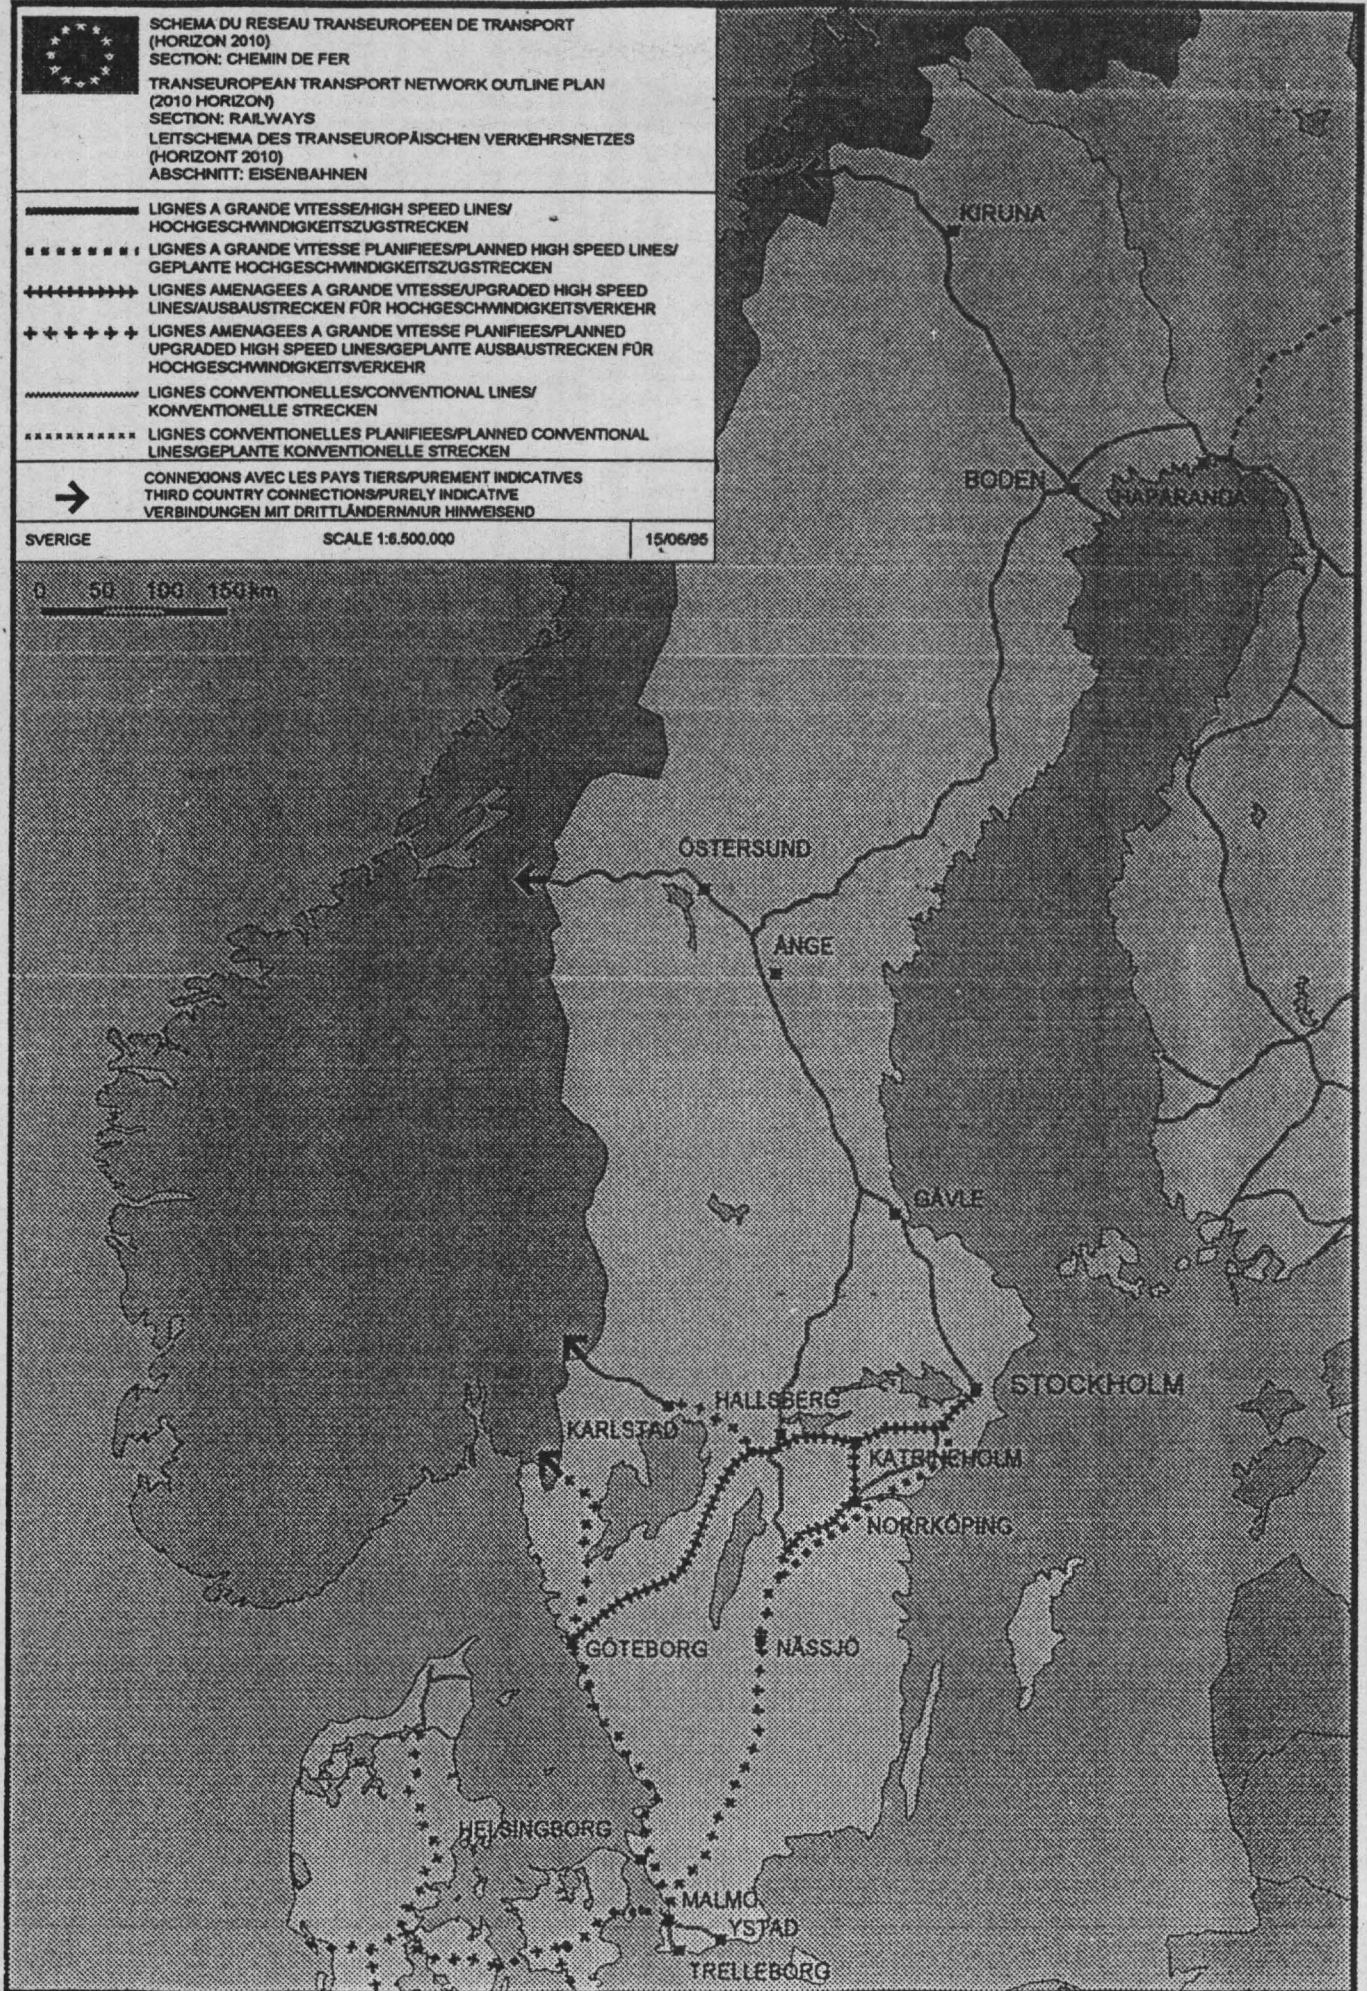 SCHEMA DU RESEAU TRANSEUROPEEN DE TRANSPORT
(HORIZON 2010)
SECTION: CHEMIN DE FER
TRANSEUROPEAN TRANSPORT NETWORK OUTLINE PLAN
(2010 HORIZON)
SECTION: RAILWAYS
LEITSCHEMA DES TRANSEUROPÄISCHEN VERKEHRSNETZES
(HORIZONT 2010)
ABSCHNITT: EISENBAHNEN
LIGNES A GRANDE VITESSE/HIGH SPEED LINES/
HOCHGESCHWINDIGKEITSZUGSTRECKEN
LIGNES A GRANDE VITESSE PLANIFIEES/PLANNED HIGH SPEED LINES/
GEPLANTE HOCHGESCHWINDIGKEITSZUGSTRECKEN
LIGNES AMENAGEES A GRANDE VITESSE/UPGRADED HIGH SPEED
LINES/AUSBAUSTRECKEN FÜR HOCHGESCHWINDIGKEITSVERKEHR
LIGNES AMENAGEES A GRANDE VITESSE PLANIFIEES/PLANNED
UPGRADED HIGH SPEED LINES/GEPLANTE AUSBAUSTRECKEN FÜR
HOCHGESCHWINDIGKEITSVERKEHR
LIGNES CONVENTIONELLES/CONVENTIONAL LINES/
KONVENTIONELLE STRECKEN
LIGNES CONVENTIONELLES PLANIFIEES/PLANNED CONVENTIONAL
LINES/GEPLANTE KONVENTIONELLE STRECKEN
CONNEXIONS AVEC LES PAYS TIERS/PUREMENT INDICATIVES
THIRD COUNTRY CONNECTIONS/PURELY INDICATIVE
VERBINDUNGEN MIT DRITTLÄNDERN/NUR HINWEISEND
SVERIGE SCALE 1:6.500.000 15/06/95
0 50 100 150km
KIRUNA
BODEN
HAPARANDA
ÖSTERSUND
ÅNGE
GÄVLE
STOCKHOLM
HALLSBERG
KARLSTAD
KATRINEHOLM
NORRKÖPING
GÖTEBORG
NÄSSJÖ
HELSINGBORG
MALMÖ
YSTAD
TRELLEBORG